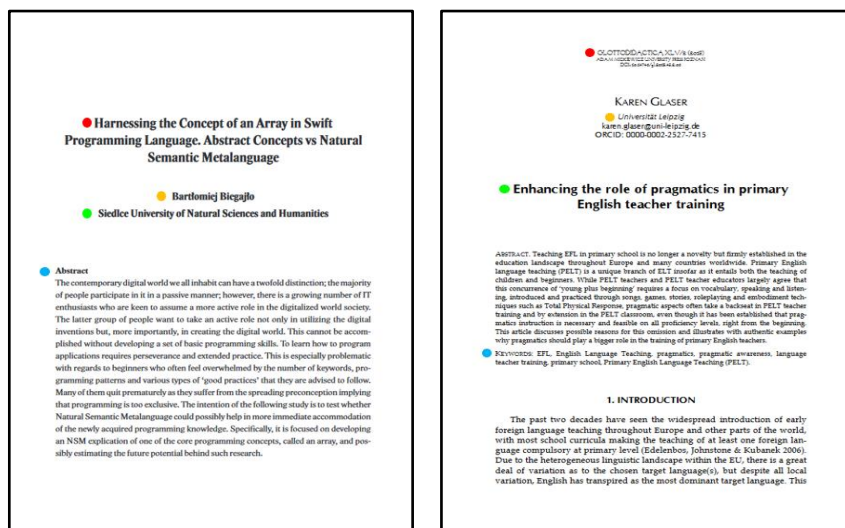 Harnessing the Concept of an Array in Swift
Programming Language. Abstract Concepts vs Natural
Semantic Metalanguage
Bartłomiej Biegajło
Siedlce University of Natural Sciences and Humanities
Abstract
The contemporary digital world we all inhabit can have a twofold distinction; the majority
of people participate in it in a passive manner; however, there is a growing number of IT
enthusiasts who are keen to assume a more active role in the digitalized world society.
The latter group of people want to take an active role not only in utilizing the digital
inventions but, more importantly, in creating the digital world. This cannot be accom-
plished without developing a set of basic programming skills. To learn how to program
applications requires perseverance and extended practice. This is especially problematic
with regards to beginners who often feel overwhelmed by the number of keywords, pro-
gramming patterns and various types of ‘good practices’ that they are advised to follow.
Many of them quit prematurely as they suffer from the spreading preconception implying
that programming is too exclusive. The intention of the following study is to test whether
Natural Semantic Metalanguage could possibly help in more immediate accommodation
of the newly acquired programming knowledge. Specifically, it is focused on developing
an NSM explication of one of the core programming concepts, called an array, and pos-
sibly estimating the future potential behind such research.
GLOTTODIDACTICA
ADAM MICKIEWICZ UNIVERSITY PRESS POZNAŃ
KAREN GLASER
Universität Leipzig
karen.glaser@uni-leipzig.de
ORCID: 0000-0002-2527-7415
Enhancing the role of pragmatics in primary
English teacher training
ABSTRACT. Teaching EFL in primary school is no longer a novelty but firmly established in the
education landscape throughout Europe and many countries worldwide. Primary English
language teaching (PELT) is a unique branch of ELT insofar as it entails both the teaching of
children and beginners. While PELT teachers and PELT teacher educators largely agree that
this concurrence of ‘young plus beginning’ requires a focus on vocabulary, speaking and listen-
ing, introduced and practiced through songs, games, stories, roleplaying and embodiment tech-
niques such as Total Physical Response, pragmatic aspects often take a backseat in PELT teacher
training and by extension in the PELT classroom, even though it has been established that prag-
matics instruction is necessary and feasible on all proficiency levels, right from the beginning.
This article discusses possible reasons for this omission and illustrates with authentic examples
why pragmatics should play a bigger role in the training of primary English teachers.
KEYWORDS: EFL, English Language Teaching, pragmatics, pragmatic awareness, language
teacher training, primary school, Primary English Language Teaching (PELT).
1. INTRODUCTION
The past two decades have seen the widespread introduction of early
foreign language teaching throughout Europe and other parts of the world,
with most school curricula making the teaching of at least one foreign lan-
guage compulsory at primary level (Edelenbos, Johnstone & Kubanek 2006).
Due to the heterogeneous linguistic landscape within the EU, there is a great
deal of variation as to the chosen target language(s), but despite all local
variation, English has transpired as the most dominant target language. This